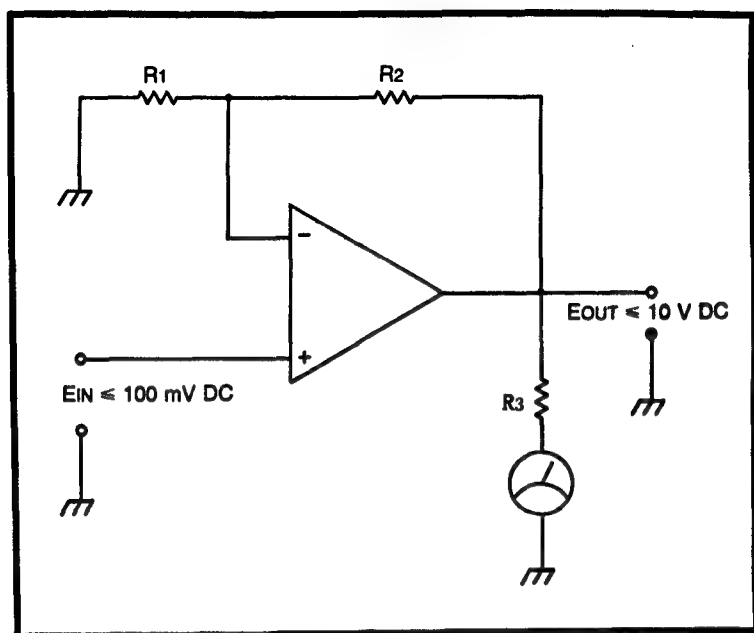 R1
R2
−
+
EOUT ⩽ 10 V DC
EIN ⩽ 100 mV DC
R3